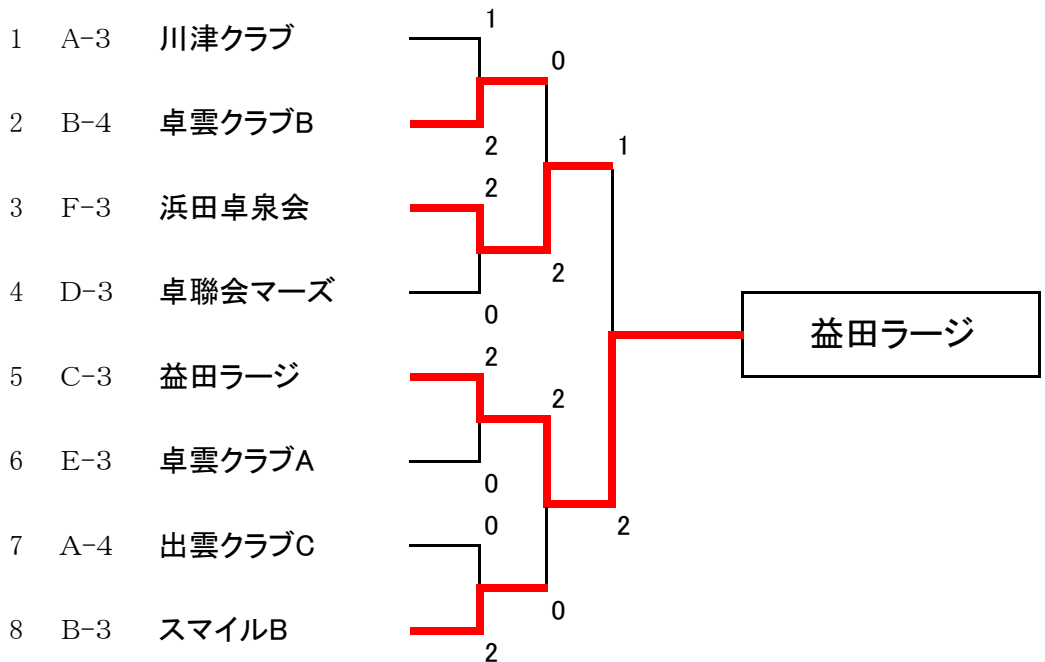 1
1 A-3 川津クラブ
0
2 B-4 卓雲クラブB
2
1
2
3 F-3 浜田卓泉会
2
4 D-3 卓聯会マーズ
0
益田ラージ
2
5 C-3 益田ラージ
2
6 E-3 卓雲クラブA
0
0
2
7 A-4 出雲クラブC
0
8 B-3 スマイルB
2